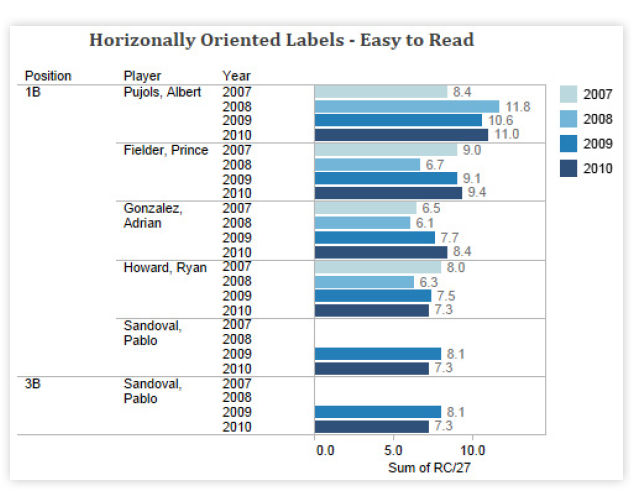 Horizonally Oriented Labels - Easy to Read
Position Player Year
1B Pujols, Albert 2007 8.4
2008 11.8
2009 10.6
2010 11.0
Fielder, Prince 2007 9.0
2008 6.7
2009 9.1
2010 9.4
Gonzalez, 2007 6.5
Adrian 2008 6.1
2009 7.7
2010 8.4
Howard, Ryan 2007 8.0
2008 6.3
2009 7.5
2010 7.3
Sandoval, 2007
Pablo 2008
2009 8.1
2010 7.3
3B Sandoval, 2007
Pablo 2008
2009 8.1
2010 7.3
0.0 5.0 10.0
Sum of RC/27
2007
2008
2009
2010